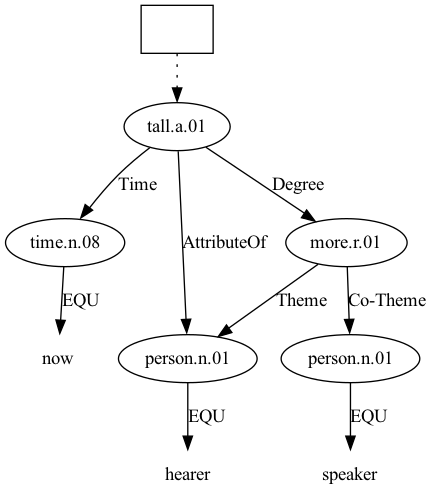 tall.a.01
Time
Degree
time.n.08
AttributeOf
more.r.01
EQU
Theme
Co-Theme
now
person.n.01
person.n.01
EQU
EQU
hearer
speaker